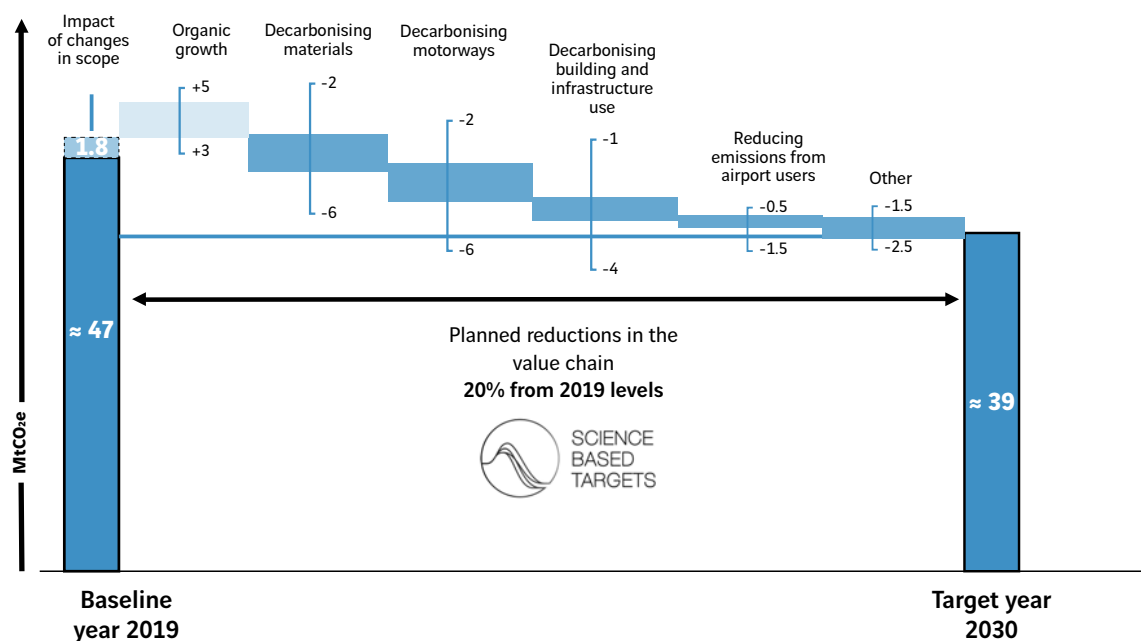 Impact
of changes
in scope
Organic
growth
Decarbonising
materials
Decarbonising
motorways
Decarbonising
building and
infrastructure
use
Reducing
emissions from
airport users
Other
+5
+3
-2
-6
-2
-6
-1
-4
-0.5
-1.5
-1.5
-2.5
1.8
≈ 47
≈ 39
MtCO₂e
Planned reductions in the
value chain
20% from 2019 levels
SCIENCE
BASED
TARGETS
Baseline
year 2019
Target year
2030